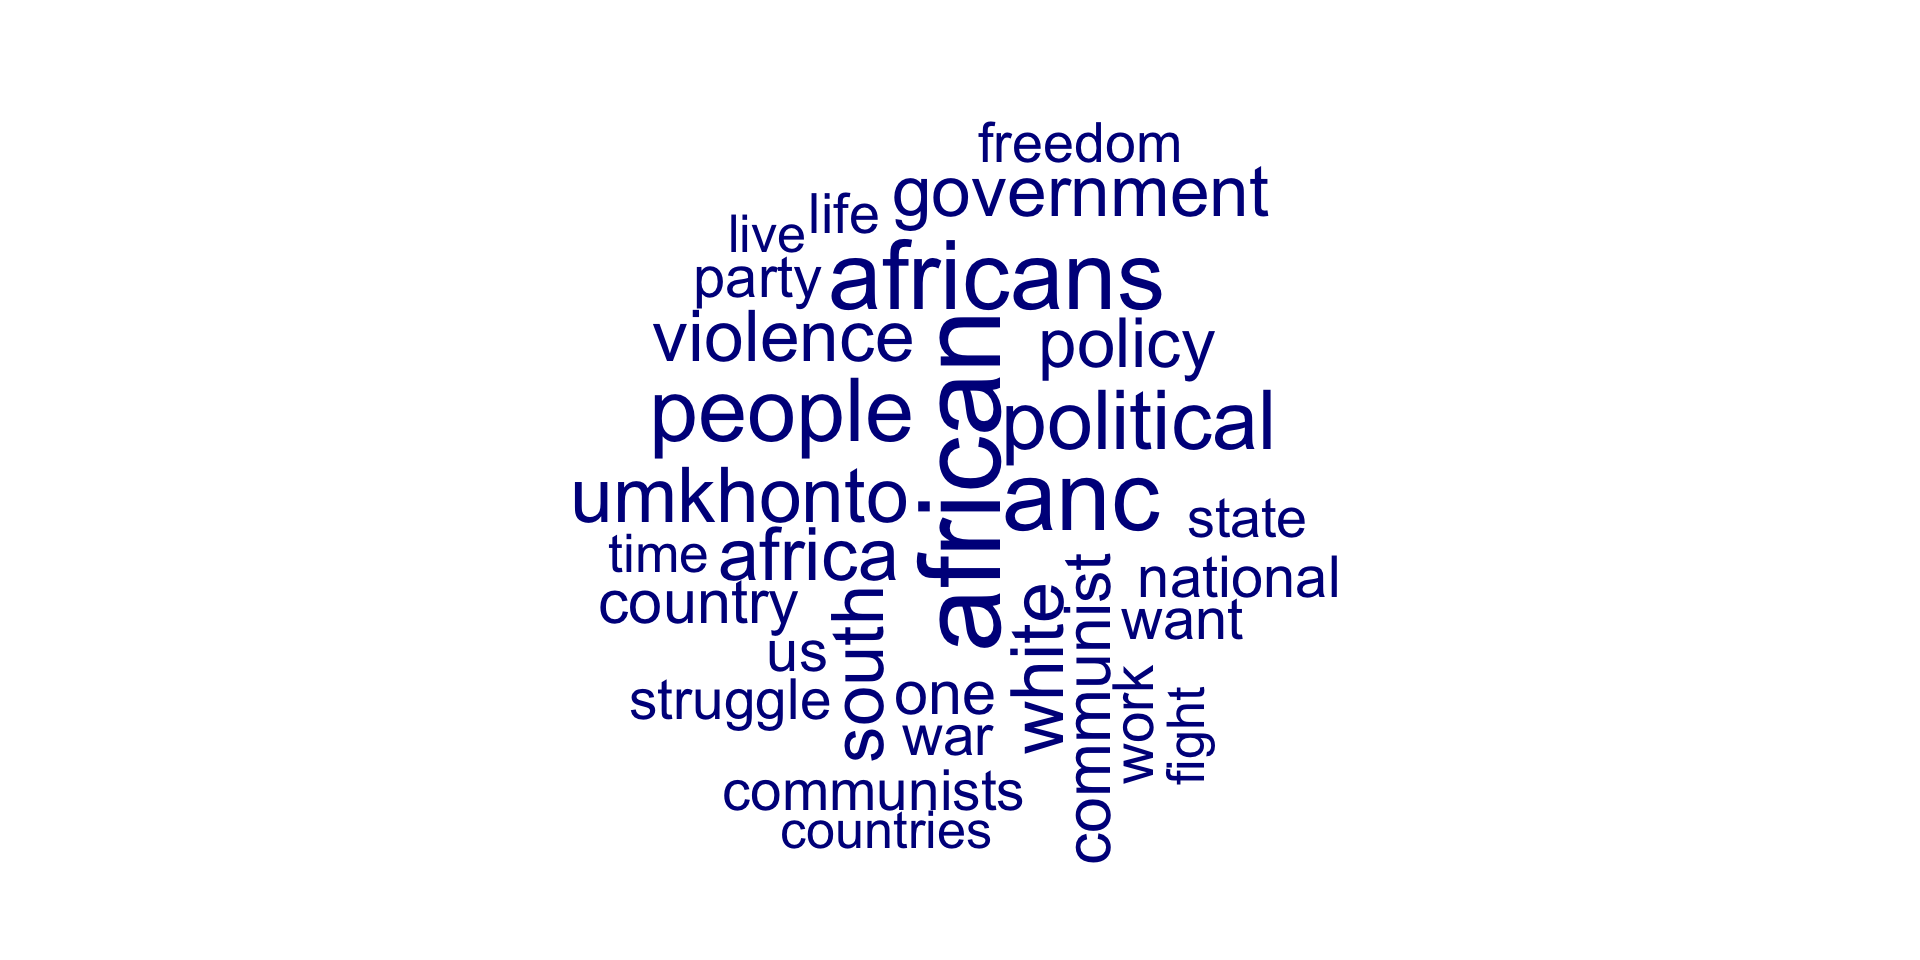 freedom
government
life
live
africans
party
violence
policy
african
people
political
umkhonto
anc
state
time
africa
national
country
want
south
white
communist
us
work
struggle
one
fight
war
communists
countries